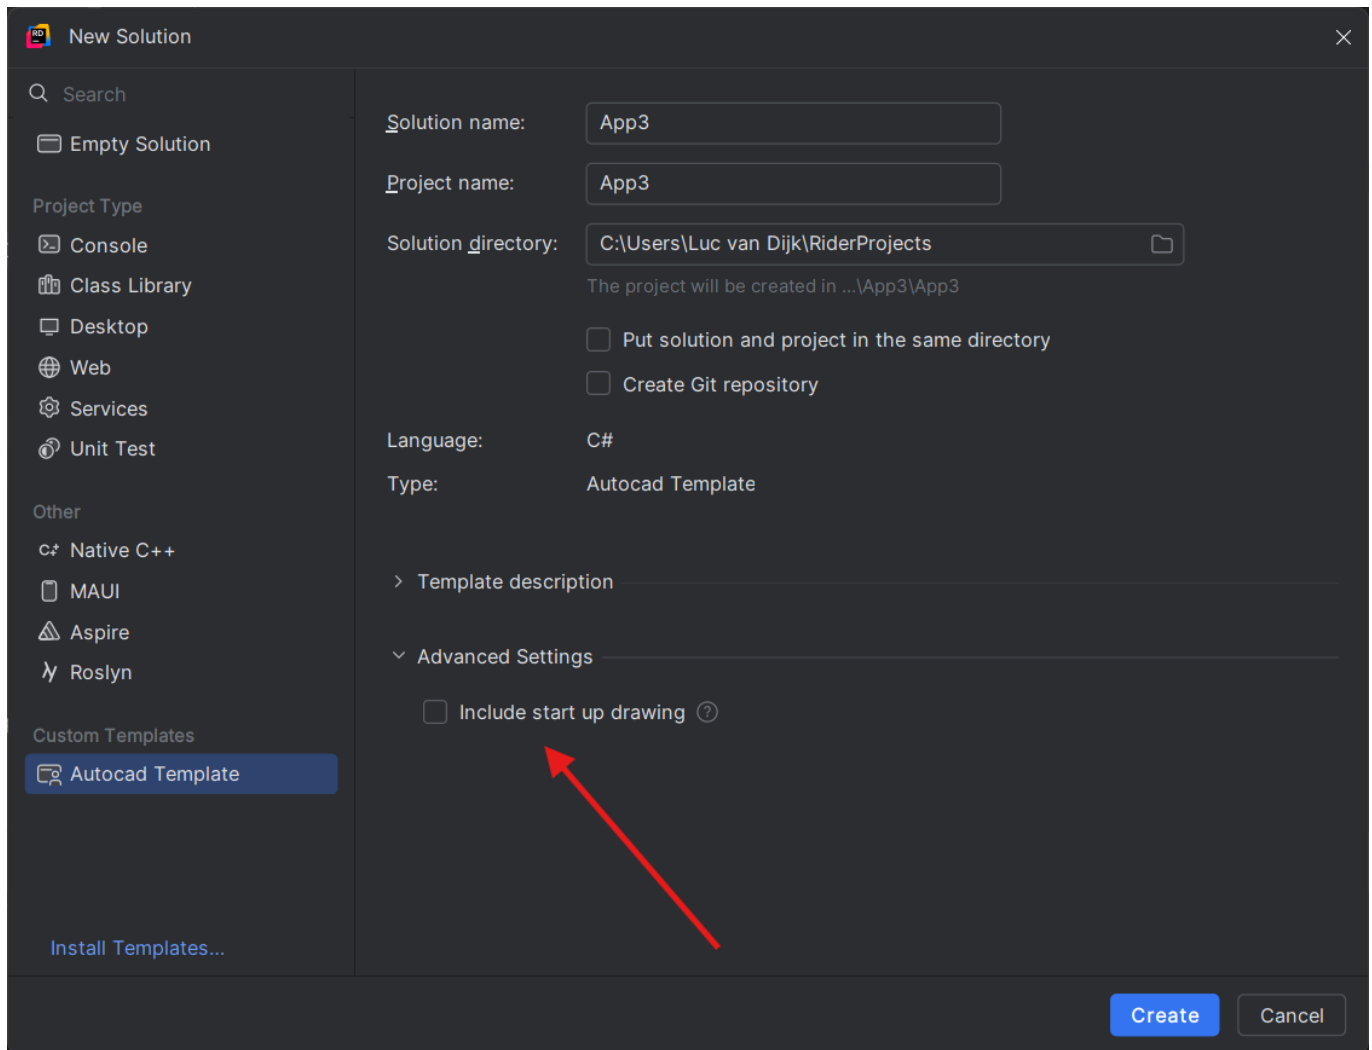 New Solution
Search
Empty Solution
Project Type
Console
Class Library
Desktop
Web
Services
Unit Test
Other
Native C++
MAUI
Aspire
Roslyn
Custom Templates
Autocad Template
Install Templates...
Solution name: App3
Project name: App3
Solution directory: C:\Users\Luc van Dijk\RiderProjects
The project will be created in ...\App3\App3
Put solution and project in the same directory
Create Git repository
Language: C#
Type: Autocad Template
Template description
Advanced Settings
Include start up drawing ?
Create Cancel